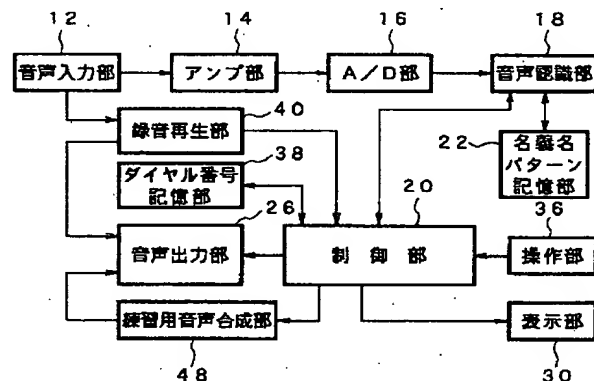 12
14
16
18
音声入力部
アンプ部
A/D部
音声認識部
40
録音再生部
38
22
名義名
パターン
記憶部
ダイヤル番号
記憶部
26
20
36
音声出力部
制御部
操作部
練習用音声合成部
表示部
48
30